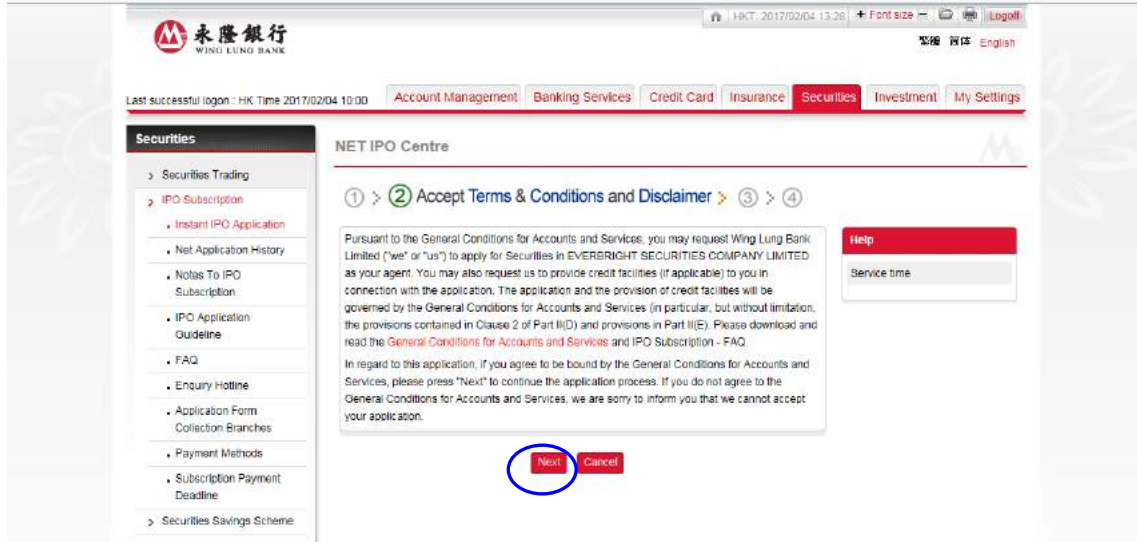 HKT: 2017/02/04 13:28 + Font size − Logoff
永隆銀行
WING LUNG BANK
繁體 简体 English
Last successful logon : HK Time 2017/02/04 10:00
Account Management Banking Services Credit Card Insurance Securities Investment My Settings
Securities
> Securities Trading
> IPO Subscription
. Instant IPO Application
. Net Application History
. Notes To IPO
Subscription
. IPO Application
Guideline
. FAQ
. Enquiry Hotline
. Application Form
Collection Branches
. Payment Methods
. Subscription Payment
Deadline
> Securities Savings Scheme
NET IPO Centre
1 > 2 Accept Terms & Conditions and Disclaimer > 3 > 4
Pursuant to the General Conditions for Accounts and Services, you may request Wing Lung Bank
Limited ("we" or "us") to apply for Securities in EVERBRIGHT SECURITIES COMPANY LIMITED
as your agent. You may also request us to provide credit facilities (if applicable) to you in
connection with the application. The application and the provision of credit facilities will be
governed by the General Conditions for Accounts and Services (in particular, but without limitation,
the provisions contained in Clause 2 of Part II(D) and provisions in Part II(E). Please download and
read the General Conditions for Accounts and Services and IPO Subscription - FAQ.
In regard to this application, if you agree to be bound by the General Conditions for Accounts and
Services, please press "Next" to continue the application process. If you do not agree to the
General Conditions for Accounts and Services, we are sorry to inform you that we cannot accept
your application.
Next Cancel
Help
Service time